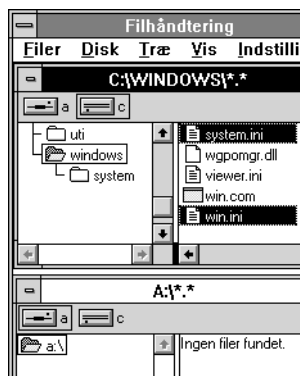 Filhåndtering
Filer Disk Træ Vis Indstilli
C:\WINDOWS\*.*
a c
uti
windows
system
system.ini
wgpomgr.dll
viewer.ini
win.com
win.ini
A:\*.*
a c
a:\
Ingen filer fundet.